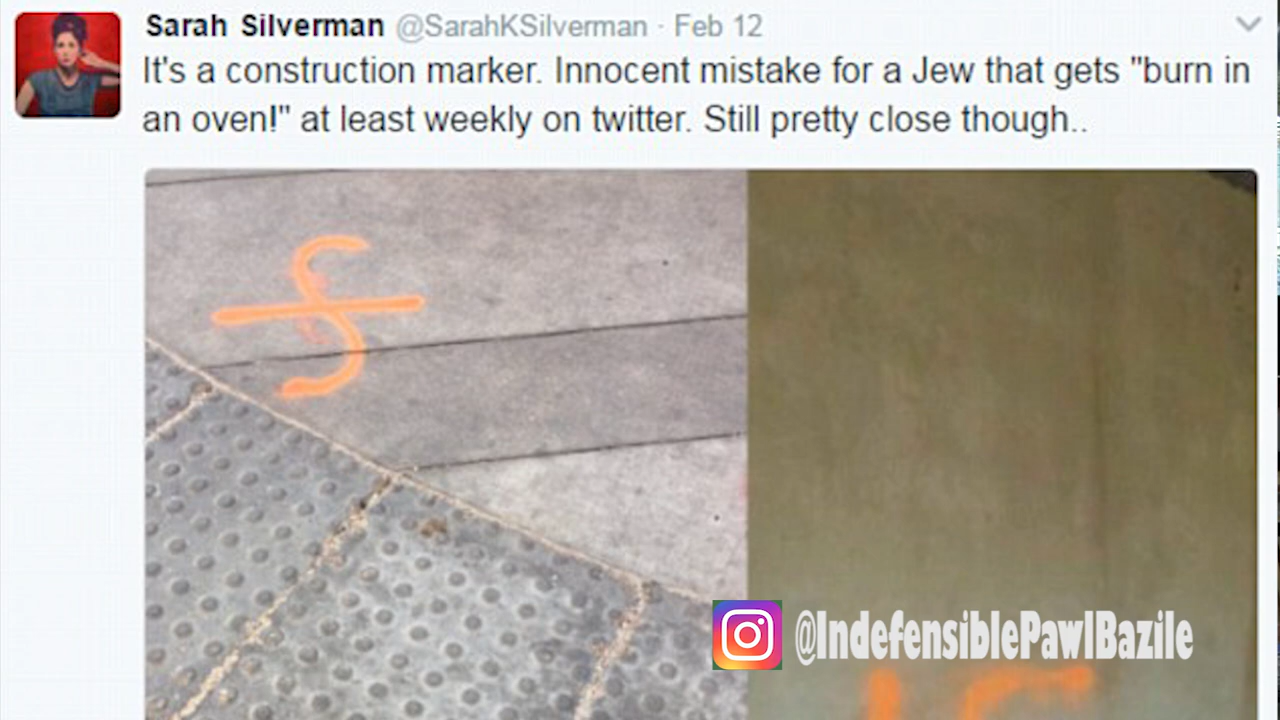 Sarah Silverman @SarahKSilverman · Feb 12
It's a construction marker. Innocent mistake for a Jew that gets "burn in
an oven!" at least weekly on twitter. Still pretty close though..
@IndefensiblePawlBazile